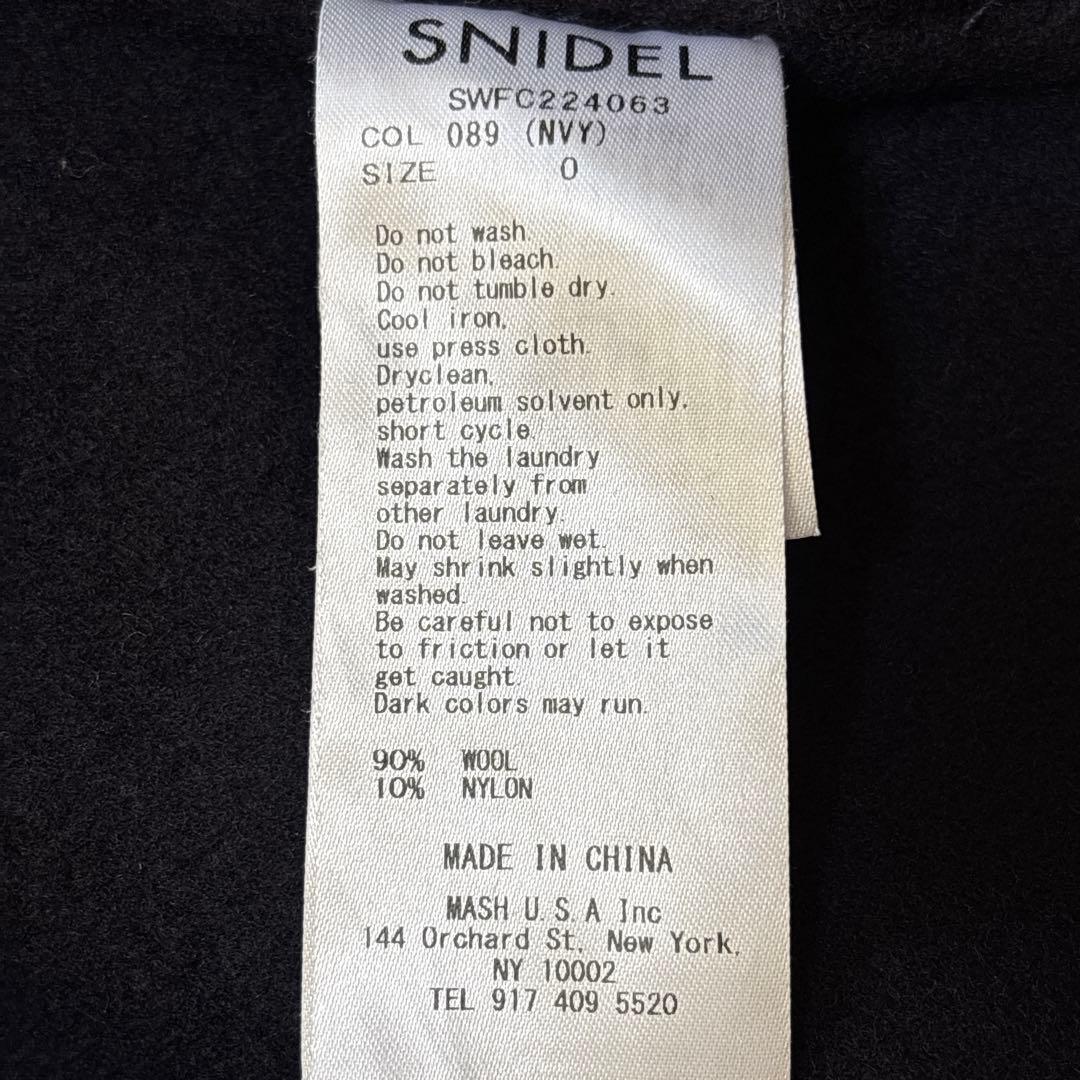 SNIDEL
SWFC224063
COL 089 (NVY)
SIZE 0
Do not wash.
Do not bleach.
Do not tumble dry.
Cool iron,
use press cloth.
Dryclean,
petroleum solvent only,
short cycle.
Wash the laundry
separately from
other laundry.
Do not leave wet.
May shrink slightly when
washed.
Be careful not to expose
to friction or let it
get caught.
Dark colors may run.
90% WOOL
10% NYLON
MADE IN CHINA
MASH U.S.A Inc
144 Orchard St. New York,
NY 10002
TEL 917 409 5520